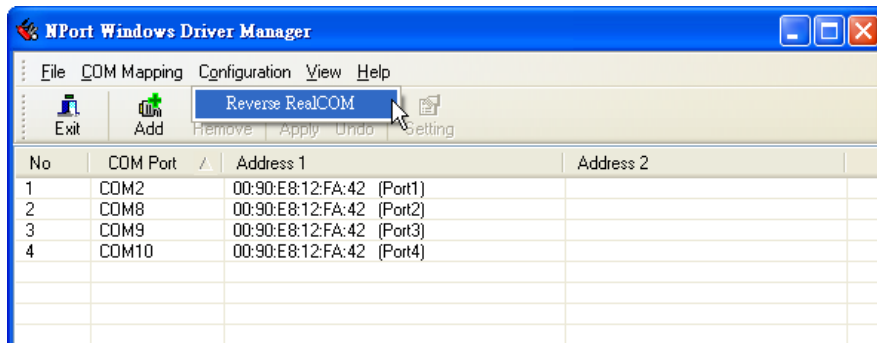 NPort Windows Driver Manager
File COM Mapping Configuration View Help
Reverse RealCOM
Exit Add Remove Apply Undo Setting
No COM Port Address 1 Address 2
1 COM2 00:90:E8:12:FA:42 (Port1)
2 COM8 00:90:E8:12:FA:42 (Port2)
3 COM9 00:90:E8:12:FA:42 (Port3)
4 COM10 00:90:E8:12:FA:42 (Port4)